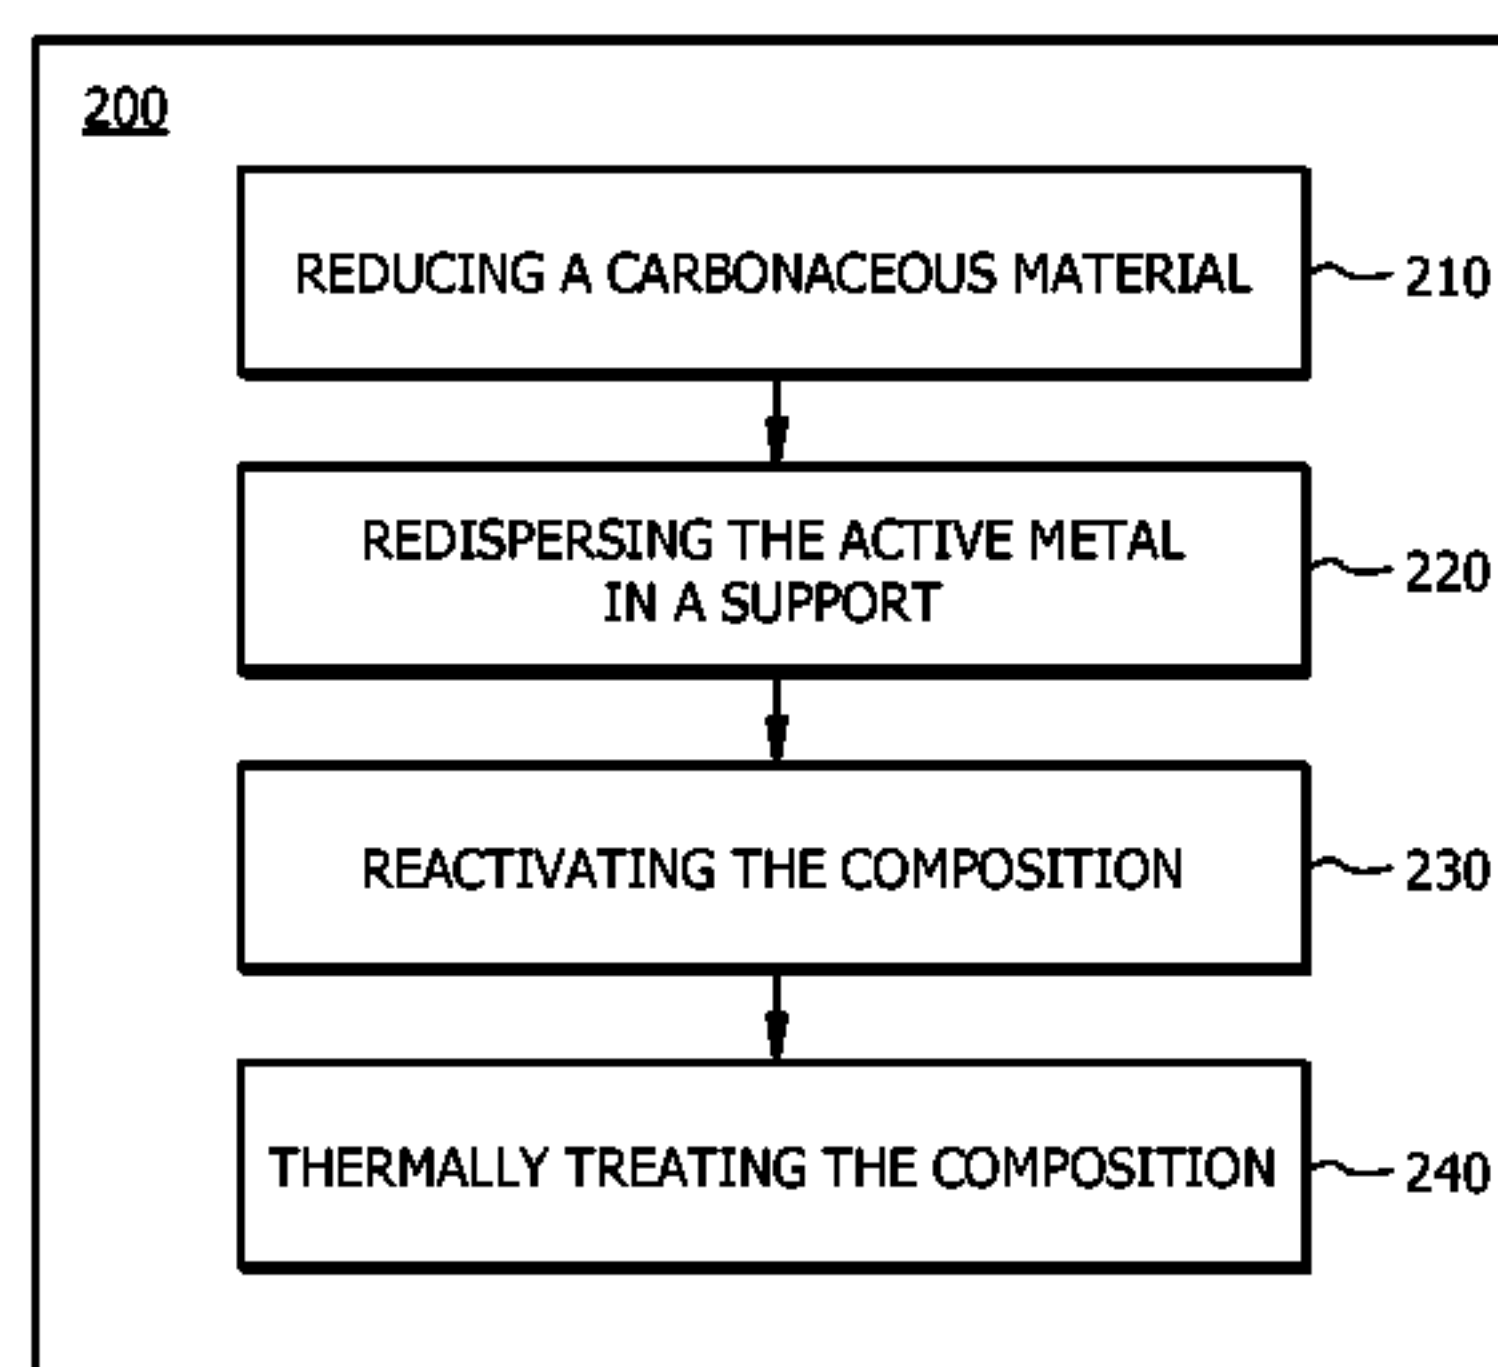 200
REDUCING A CARBONACEOUS MATERIAL
210
REDISPERSING THE ACTIVE METAL
IN A SUPPORT
220
REACTIVATING THE COMPOSITION
230
THERMALLY TREATING THE COMPOSITION
240